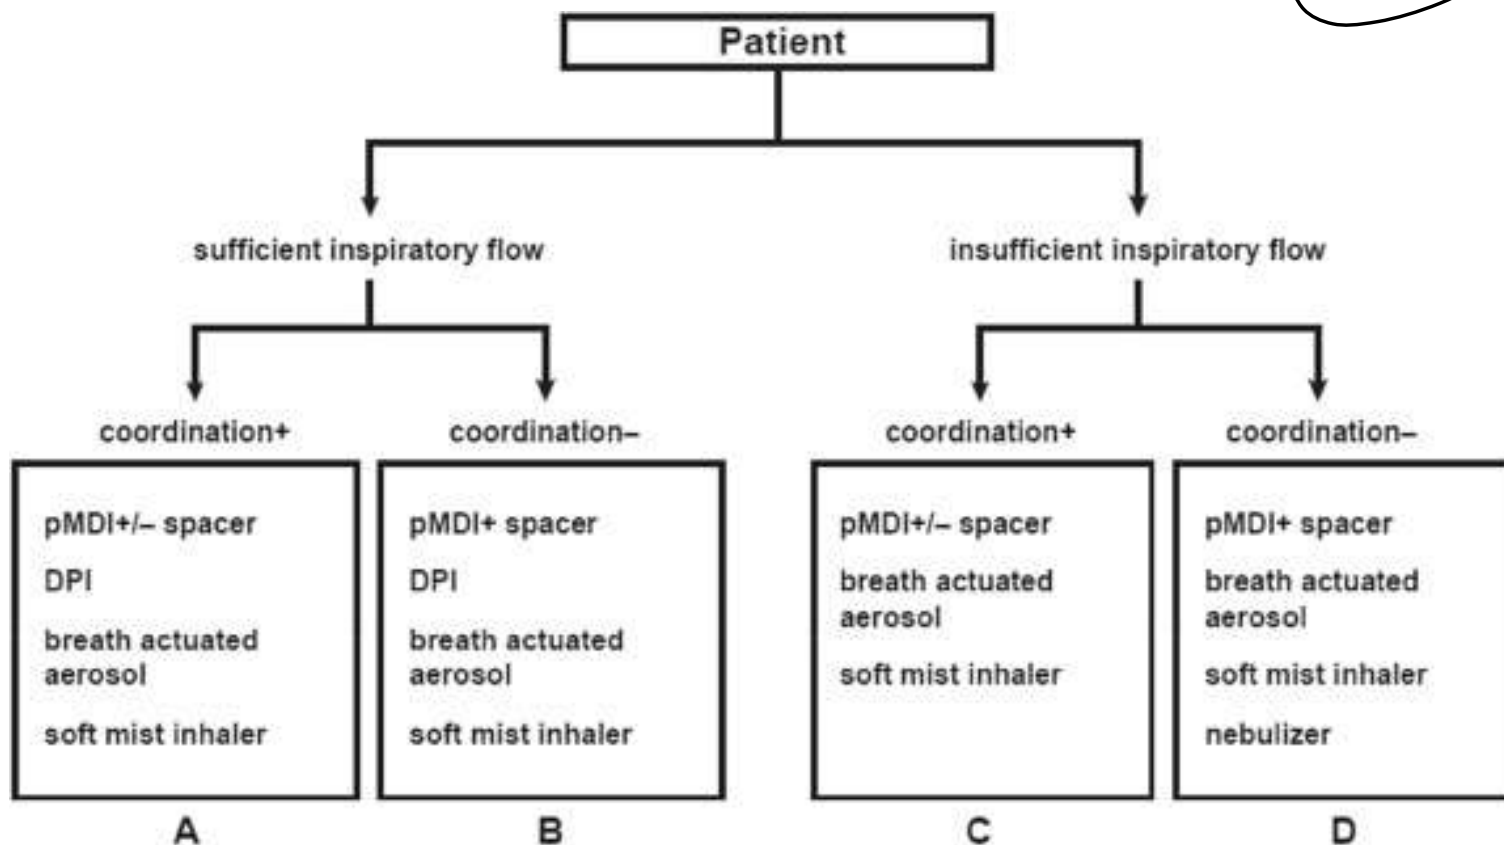 Patient
sufficient inspiratory flow
insufficient inspiratory flow
coordination+
coordination–
coordination+
coordination–
pMDI+/– spacer
DPI
breath actuated
aerosol
soft mist inhaler
A
pMDI+ spacer
DPI
breath actuated
aerosol
soft mist inhaler
B
pMDI+/– spacer
breath actuated
aerosol
soft mist inhaler
C
pMDI+ spacer
breath actuated
aerosol
soft mist inhaler
nebulizer
D